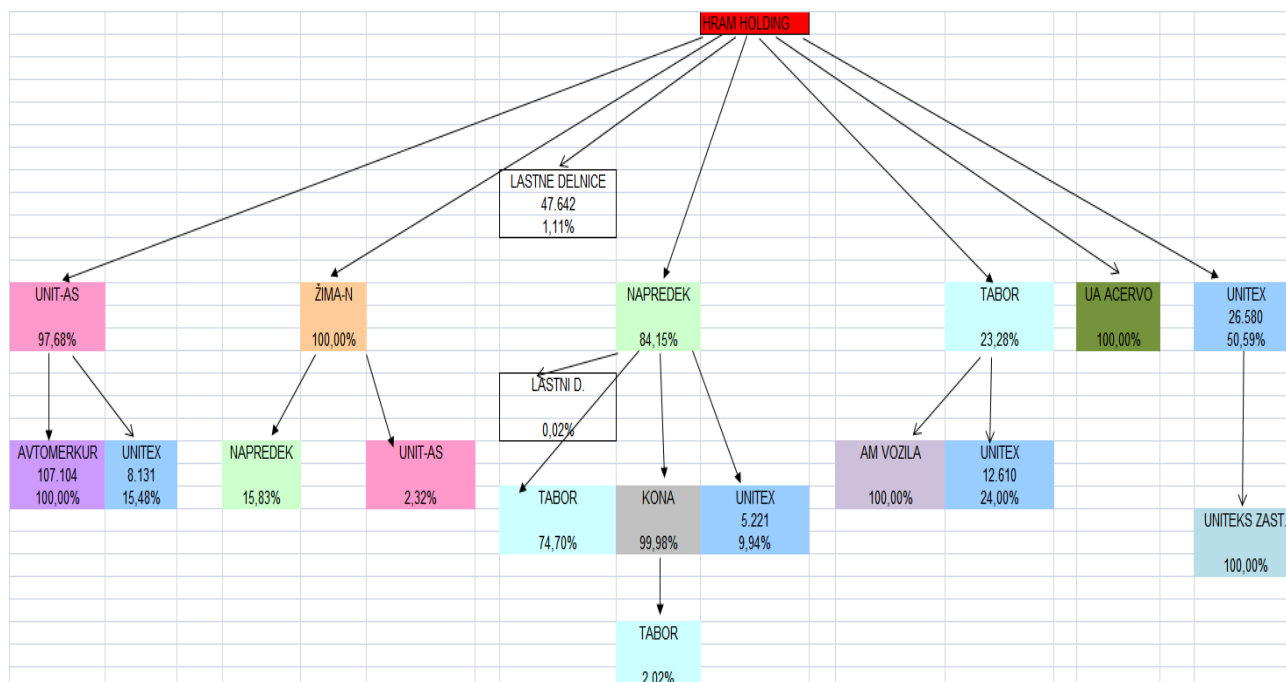 HRAM HOLDING
LASTNE DELNICE
47.642
1,11%
UNIT-AS
97,68%
ŽIMA-N
100,00%
NAPREDEK
84,15%
TABOR
23,28%
UA ACERVO
100,00%
UNITEX
26.580
50,59%
LASTNI D.
0,02%
AVTOMERKUR
107.104
100,00%
UNITEX
8.131
15,48%
NAPREDEK
15,83%
UNIT-AS
2,32%
TABOR
74,70%
KONA
99,98%
UNITEX
5.221
9,94%
AM VOZILA
100,00%
UNITEX
12.610
24,00%
UNITEKS ZAST.
100,00%
TABOR
2,02%